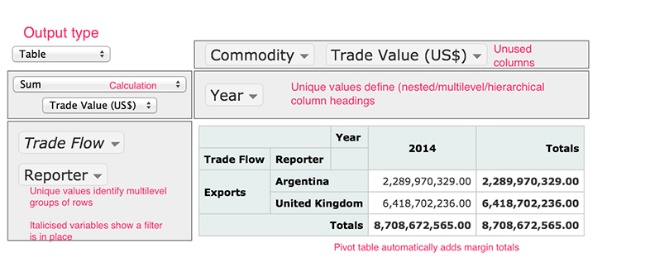 Output type
Table
Commodity Trade Value (US$) Unused columns
Sum Calculation
Trade Value (US$)
Year
Unique values define (nested/multilevel/hierarchical
column headings
Trade Flow
Reporter
Unique values identify multilevel
groups of rows
Italicised variables show a filter
is in place
Year 2014 Totals
Trade Flow Reporter
Exports Argentina 2,289,970,329.00 2,289,970,329.00
United Kingdom 6,418,702,236.00 6,418,702,236.00
Totals 8,708,672,565.00 8,708,672,565.00
Pivot table automatically adds margin totals